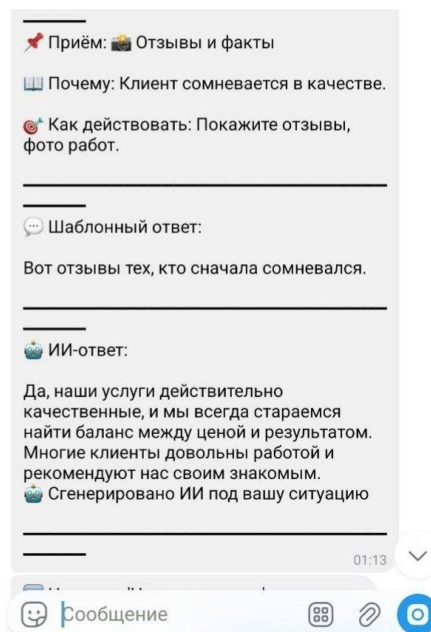 📌 Приём: 📸 Отзывы и факты
📖 Почему: Клиент сомневается в качестве.
🎯 Как действовать: Покажите отзывы,
фото работ.
💬 Шаблонный ответ:
Вот отзывы тех, кто сначала сомневался.
🤖 ИИ-ответ:
Да, наши услуги действительно
качественные, и мы всегда стараемся
найти баланс между ценой и результатом.
Многие клиенты довольны работой и
рекомендуют нас своим знакомым.
🤖 Сгенерировано ИИ под вашу ситуацию
01:13
Сообщение